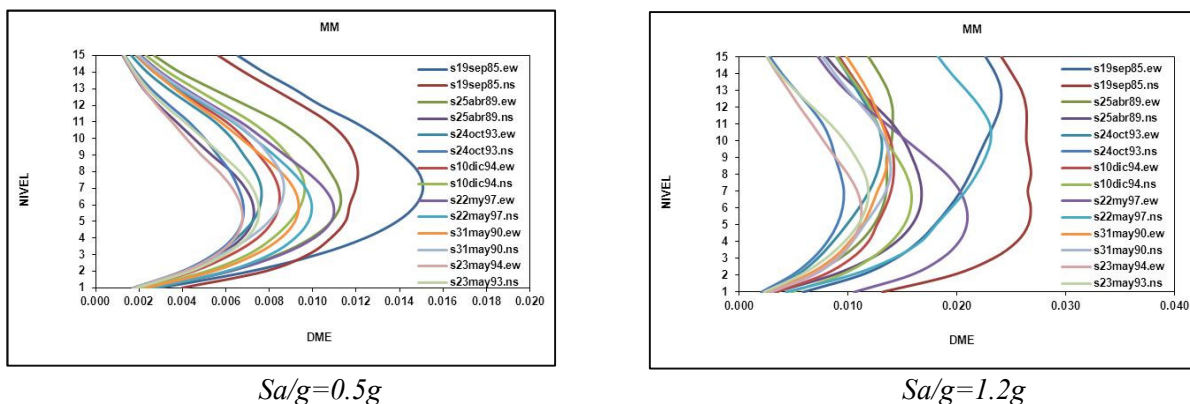 MM
NIVEL
15
14
13
12
11
10
9
8
7
6
5
4
3
2
1
0.000 0.002 0.004 0.006 0.008 0.010 0.012 0.014 0.016 0.018 0.020
DME
s19sep85.ew
s19sep85.ns
s25abr89.ew
s25abr89.ns
s24oct93.ew
s24oct93.ns
s10dic94.ew
s10dic94.ns
s22my97.ew
s22may97.ns
s31may90.ew
s31may90.ns
s23may94.ew
s23may93.ns
Sa/g=0.5g
MM
NIVEL
15
14
13
12
11
10
9
8
7
6
5
4
3
2
1
0.000 0.010 0.020 0.030 0.040
DME
s19sep85.ew
s19sep85.ns
s25abr89.ew
s25abr89.ns
s24oct93.ew
s24oct93.ns
s10dic94.ew
s10dic94.ns
s22my97.ew
s22may97.ns
s31may90.ew
s31may90.ns
s23may94.ew
s23may93.ns
Sa/g=1.2g